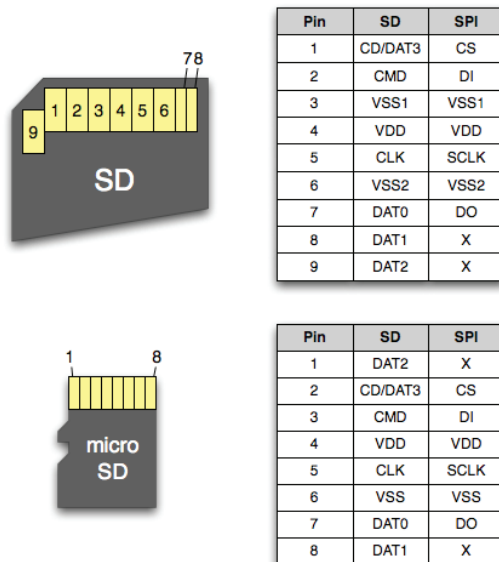 78
1 2 3 4 5 6
9
SD
Pin SD SPI
1 CD/DAT3 CS
2 CMD DI
3 VSS1 VSS1
4 VDD VDD
5 CLK SCLK
6 VSS2 VSS2
7 DAT0 DO
8 DAT1 X
9 DAT2 X
1 8
micro
SD
Pin SD SPI
1 DAT2 X
2 CD/DAT3 CS
3 CMD DI
4 VDD VDD
5 CLK SCLK
6 VSS VSS
7 DAT0 DO
8 DAT1 X